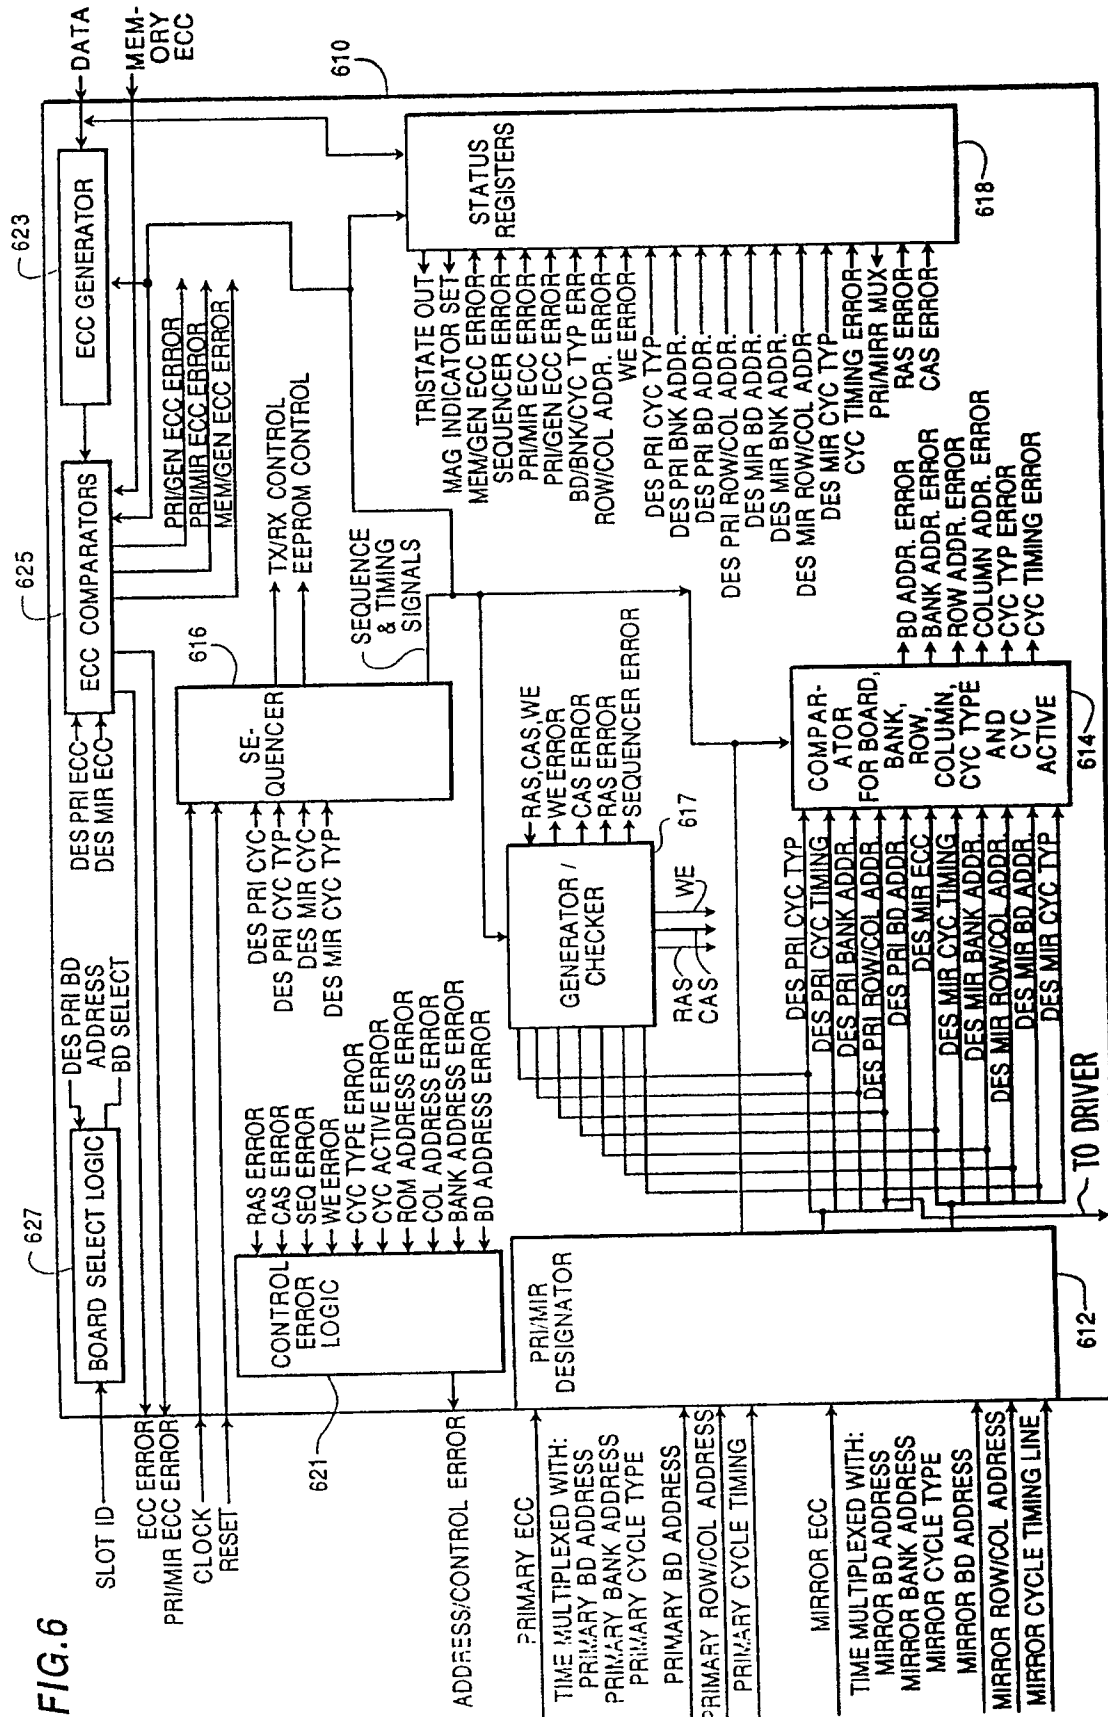 FIG.6
SLOT ID
ECC ERROR
PRI/MIR ECC ERROR
CLOCK
RESET
ADDRESS/CONTROL ERROR
PRIMARY ECC
TIME MULTIPLEXED WITH:
PRIMARY BD ADDRESS
PRIMARY BANK ADDRESS
PRIMARY CYCLE TYPE
PRIMARY BD ADDRESS
PRIMARY ROW/COL ADDRESS
PRIMARY CYCLE TIMING
MIRROR ECC
TIME MULTIPLEXED WITH:
MIRROR BD ADDRESS
MIRROR BANK ADDRESS
MIRROR CYCLE TYPE
MIRROR BD ADDRESS
MIRROR ROW/COL ADDRESS
MIRROR CYCLE TIMING LINE
627
BOARD SELECT LOGIC
DES PRI BD
ADDRESS
BD SELECT
621
CONTROL
ERROR
LOGIC
RAS ERROR
CAS ERROR
SEQ ERROR
WE ERROR
CYC TYPE ERROR
CYC ACTIVE ERROR
ROM ADDRESS ERROR
COL ADDRESS ERROR
BANK ADDRESS ERROR
BD ADDRESS ERROR
PRI/MIR
DESIGNATOR
612
TO DRIVER
625
ECC COMPARATORS
DES PRI ECC
DES MIR ECC
PRI/GEN ECC ERROR
PRI/MIR ECC ERROR
MEM/GEN ECC ERROR
623
ECC GENERATOR
DATA
MEM-
ORY
ECC
610
616
SE-
QUENCER
DES PRI CYC
DES PRI CYC TYP
DES MIR CYC
DES MIR CYC TYP
TX/RX CONTROL
EEPROM CONTROL
SEQUENCE
& TIMING
SIGNALS
GENERATOR/
CHECKER
617
RAS,CAS,WE
WE ERROR
CAS ERROR
RAS ERROR
SEQUENCER ERROR
RAS
CAS
WE
DES PRI CYC TYP
DES PRI CYC TIMING
DES PRI BANK ADDR.
DES PRI ROW/COL ADDR.
DES PRI BD ADDR.
DES MIR ECC
DES MIR CYC TIMING
DES MIR BANK ADDR.
DES MIR ROW/COL ADDR.
DES MIR BD ADDR.
DES MIR CYC TYP
COMPAR-
ATOR
FOR BOARD,
BANK,
ROW,
COLUMN,
CYC TYPE
AND
CYC
ACTIVE
614
BD ADDR. ERROR
BANK ADDR. ERROR
ROW ADDR. ERROR
COLUMN ADDR. ERROR
CYC TYP ERROR
CYC TIMING ERROR
STATUS
REGISTERS
618
TRISTATE OUT
MAG INDICATOR SET
MEM/GEN ECC ERROR
SEQUENCER ERROR
PRI/MIR ECC ERROR
PRI/GEN ECC ERROR
BD/BNK/CYC TYP ERR
ROW/COL ADDR. ERROR
WE ERROR
DES PRI CYC TYP
DES PRI BNK ADDR.
DES PRI BD ADDR.
DES PRI ROW/COL ADDR.
DES MIR BD ADDR.
DES MIR BNK ADDR.
DES MIR ROW/COL ADDR
DES MIR CYC TYP
CYC TIMING ERROR
PRI/MIRR MUX
RAS ERROR
CAS ERROR